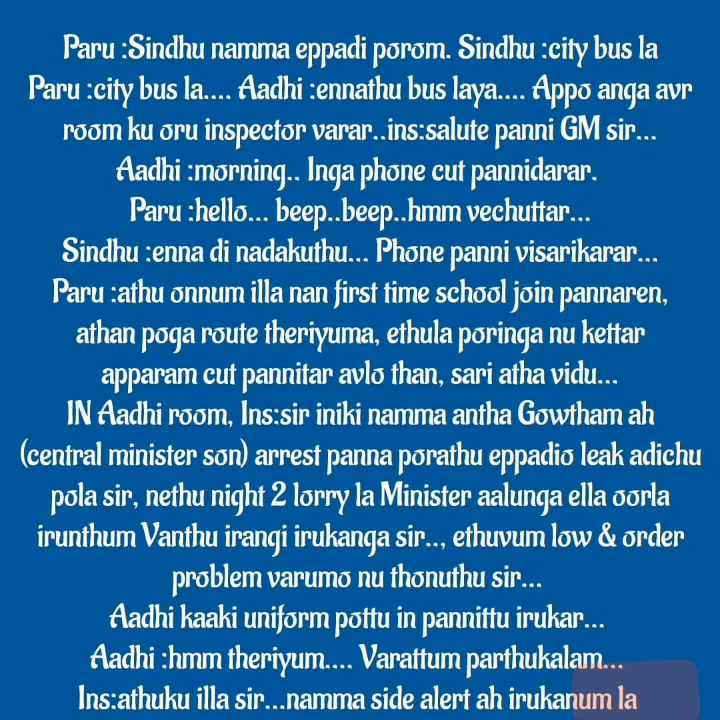 Paru :Sindhu namma eppadi porom. Sindhu :city bus la
Paru :city bus la.... Aadhi :ennathu bus laya.... Appo anga avr
room ku oru inspector varar..ins:salute panni GM sir...
Aadhi :morning.. Inga phone cut pannidarar.
Paru :hello... beep..beep..hmm vechuttar...
Sindhu :enna di nadakuthu... Phone panni visarikarar...
Paru :athu onnum illa nan first time school join pannaren,
athan poga route theriyuma, ethula poringa nu kettar
apparam cut pannitar avlo than, sari atha vidu...
IN Aadhi room, Ins:sir iniki namma antha Gowtham ah
(central minister son) arrest panna porathu eppadio leak adichu
pola sir, nethu night 2 lorry la Minister aalunga ella oorla
irunthum Vanthu irangi irukanga sir.., ethuvum low & order
problem varumo nu thonuthu sir...
Aadhi kaaki uniform pottu in pannittu irukar...
Aadhi :hmm theriyum.... Varattum parthukalam...
Ins:athuku illa sir...namma side alert ah irukanum la